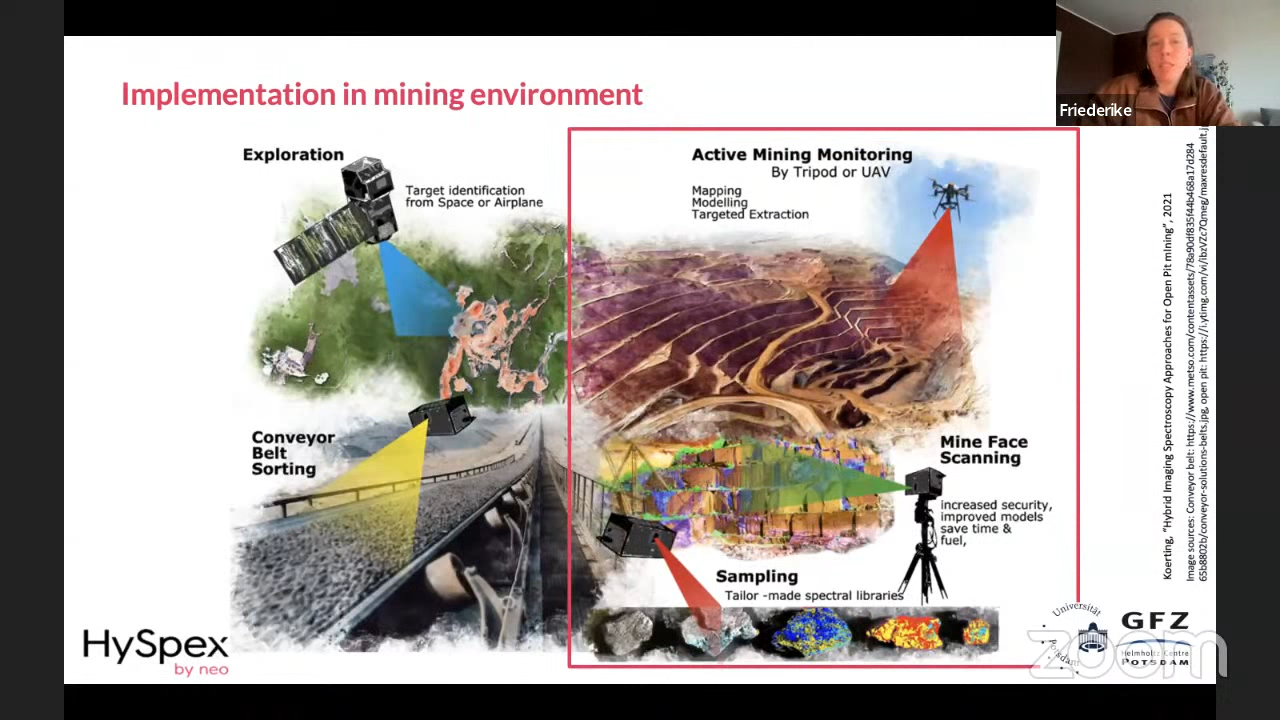 Implementation in mining environment
Friederike
Exploration
Target identification
from Space or Airplane
Active Mining Monitoring
By Tripod or UAV
Mapping
Modelling
Targeted Extraction
Conveyor
Belt
Sorting
Mine Face
Scanning
increased security,
improved models
save time &
fuel,
Sampling
Tailor -made spectral libraries
Koerting, "Hybrid Imaging Spectroscopy Approaches for Open Pit mIning", 2021
Image sources: Conveyor belt: https://www.metso.com/contentassets/78a90df835f44b468a17d284
65b8802b/conveyor-solutions-belts.jpg, open pit: https://i.ytimg.com/vi/lbzVZc7Qmeg/maxresdefault.j
HySpex
by neo
Universität
Potsdam
GFZ
Helmholtz Centre
POTSDAM
zoom